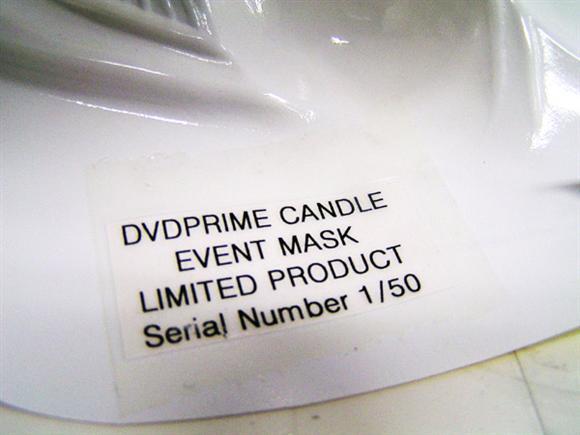 DVDPRIME CANDLE
EVENT MASK
LIMITED PRODUCT
Serial Number 1/50